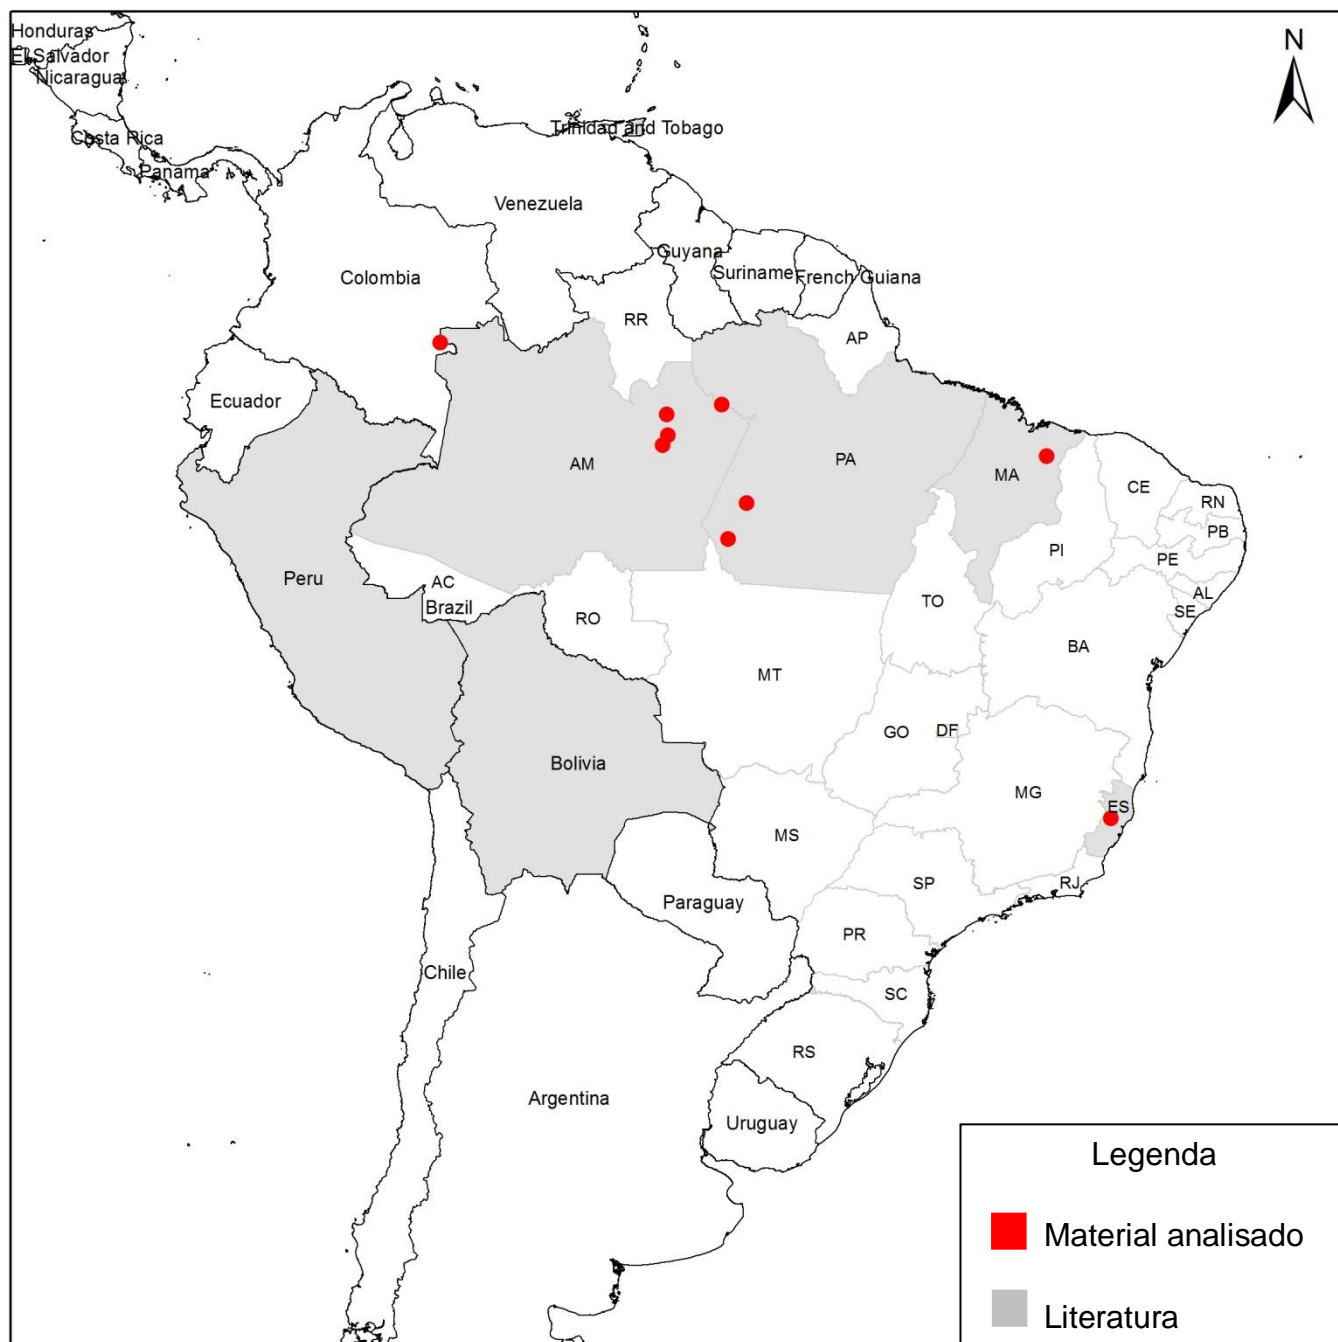 Honduras
El Salvador
Nicaragua
Costa Rica
Panama
Trinidad and Tobago
N
Venezuela
Guyana
Suriname
French Guiana
Colombia
RR
AP
Ecuador
AM
PA
MA
CE
RN
PB
PI
PE
AL
SE
Peru
AC
Brazil
RO
TO
BA
MT
GO
DF
Bolivia
MG
ES
MS
SP
RJ
Paraguay
PR
Chile
SC
RS
Argentina
Uruguay
Legenda
Material analisado
Literatura